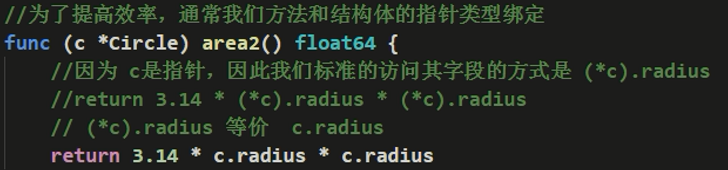 //为了提高效率，通常我们方法和结构体的指针类型绑定
func (c *Circle) area2() float64 {
//因为 c是指针，因此我们标准的访问其字段的方式是 (*c).radius
//return 3.14 * (*c).radius * (*c).radius
// (*c).radius 等价  c.radius
return 3.14 * c.radius * c.radius